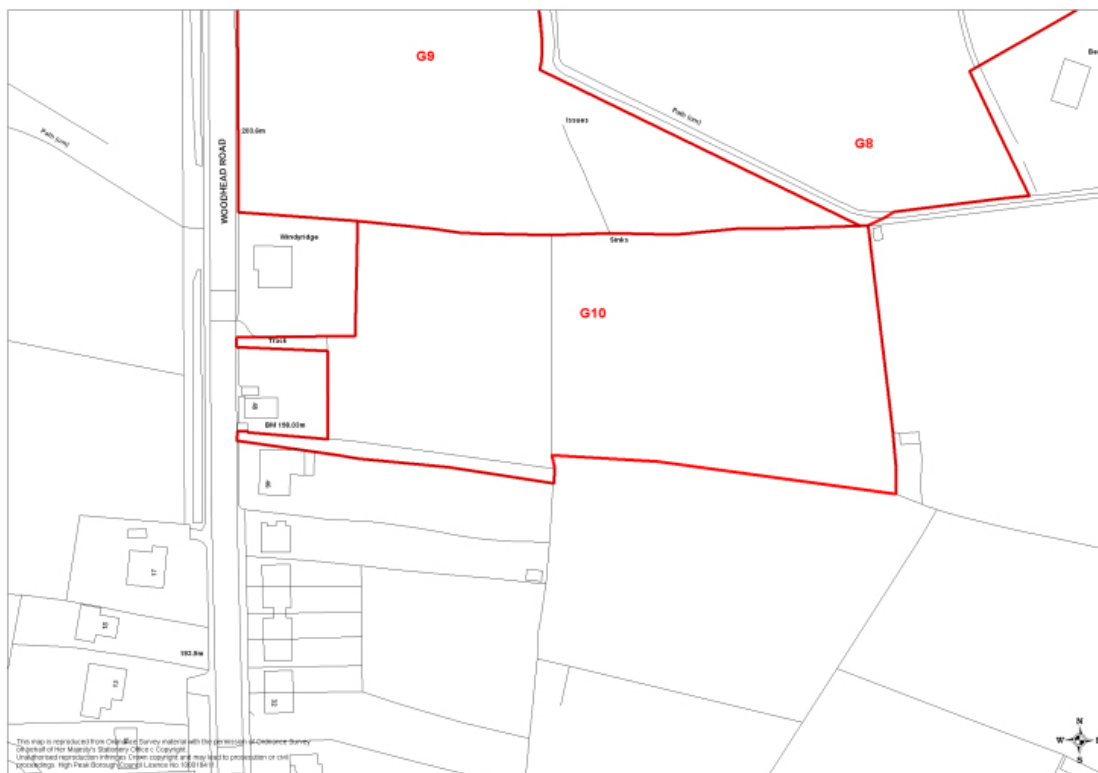 G9
Be
Path (um)
Issues
203.6m
G8
Path (um)
WOODHEAD ROAD
Windyridge
Sinks
G10
Track
BM 198.03m
17
15
192.9m
13
32
N
W
E
S
This map is reproduced from Ordnance Survey material with the permission of Ordnance Survey
on behalf of Her Majesty's Stationery Office c Copyright.
Unauthorised reproduction infringes Crown copyright and may lead to prosecution or civil
proceedings. High Peak Borough Council Licence No.